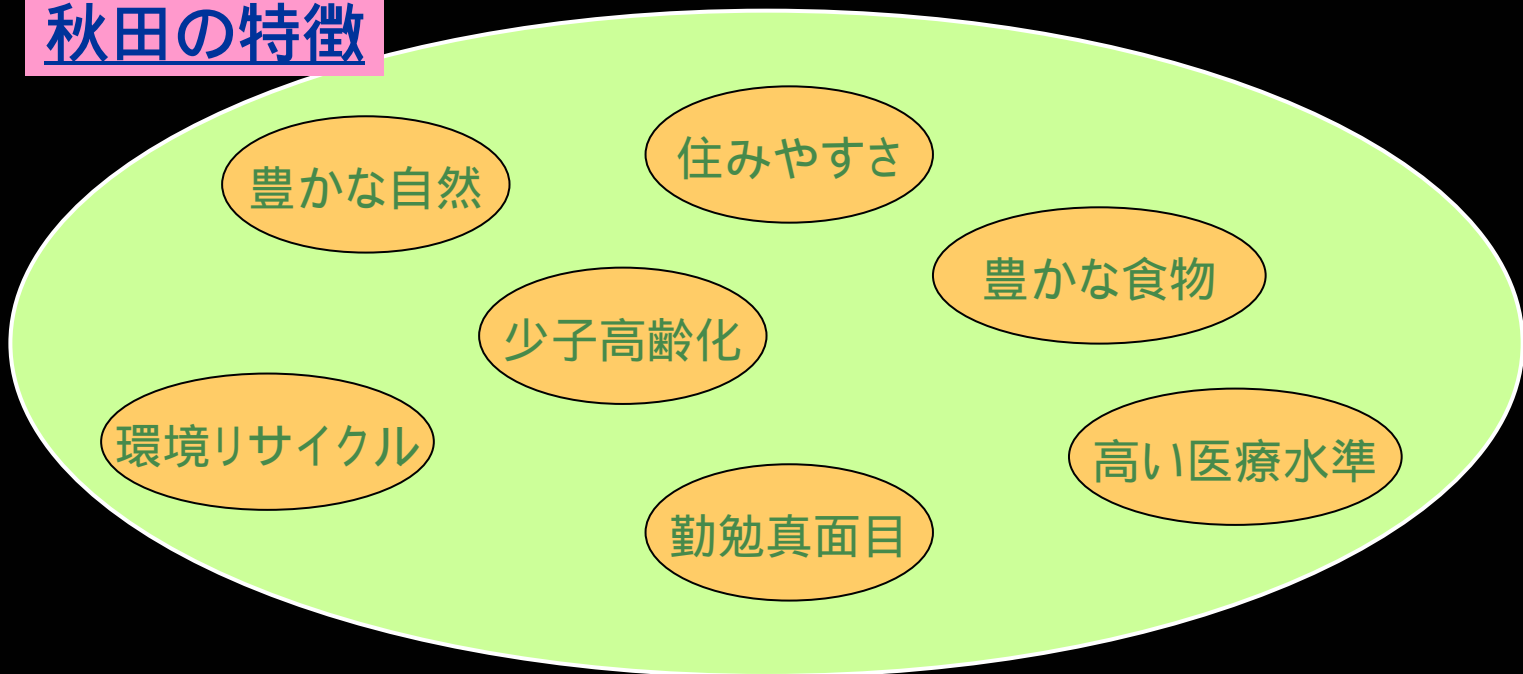 秋田の特徴
住みやすさ
豊かな自然
豊かな食物
少子高齢化
環境リサイクル
高い医療水準
勤勉真面目